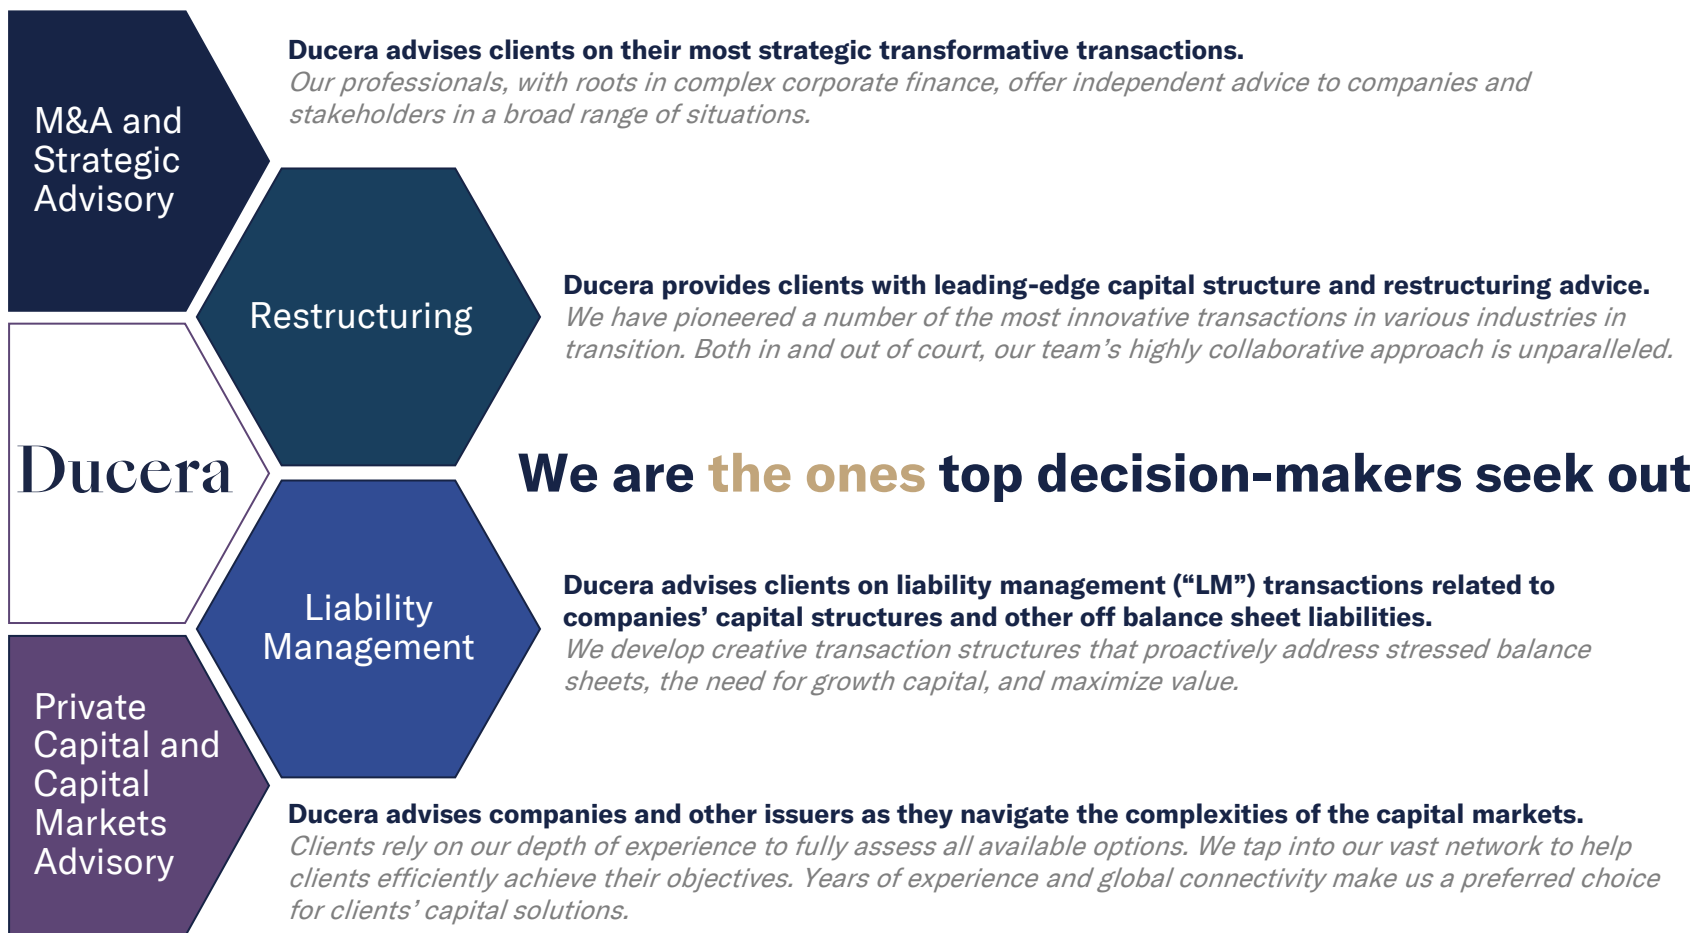 M&A and
Strategic
Advisory
Ducera advises clients on their most strategic transformative transactions.
Our professionals, with roots in complex corporate finance, offer independent advice to companies and
stakeholders in a broad range of situations.
Restructuring
Ducera provides clients with leading-edge capital structure and restructuring advice.
We have pioneered a number of the most innovative transactions in various industries in
transition. Both in and out of court, our team’s highly collaborative approach is unparalleled.
Ducera
We are the ones top decision-makers seek out
Liability
Management
Ducera advises clients on liability management (“LM”) transactions related to
companies’ capital structures and other off balance sheet liabilities.
We develop creative transaction structures that proactively address stressed balance
sheets, the need for growth capital, and maximize value.
Private
Capital and
Capital
Markets
Advisory
Ducera advises companies and other issuers as they navigate the complexities of the capital markets.
Clients rely on our depth of experience to fully assess all available options. We tap into our vast network to help
clients efficiently achieve their objectives. Years of experience and global connectivity make us a preferred choice
for clients’ capital solutions.